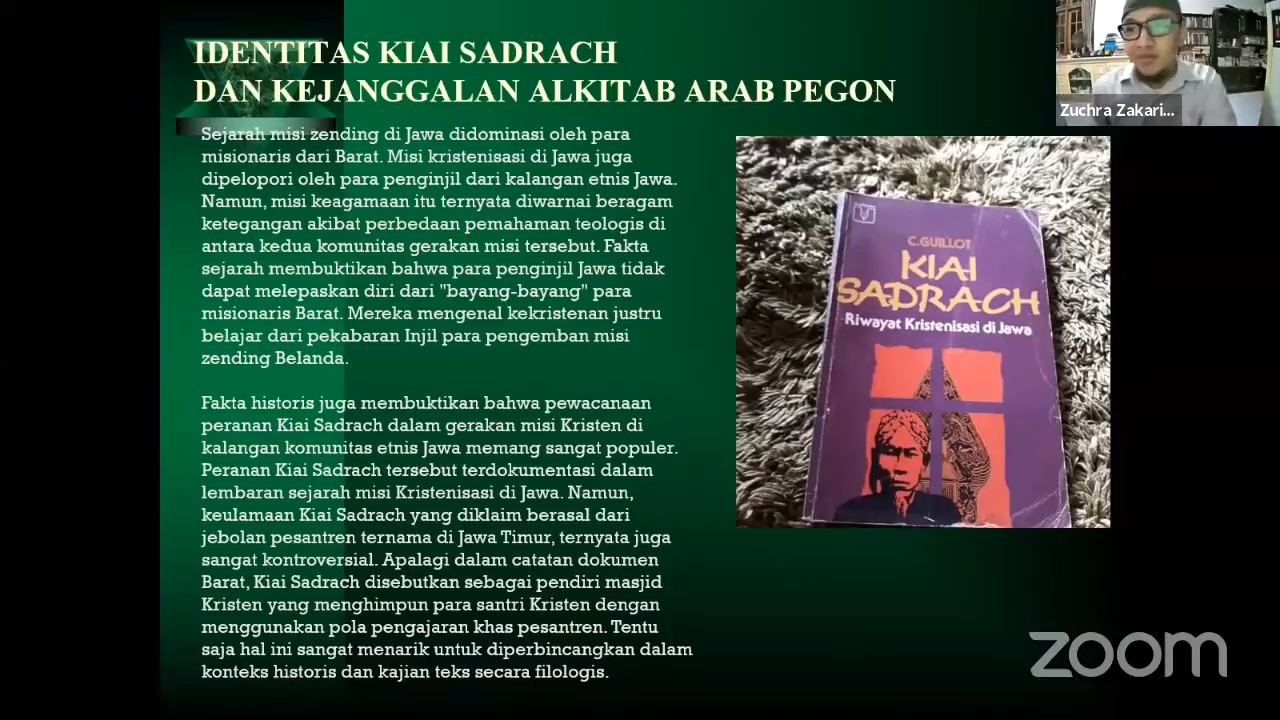 IDENTITAS KIAI SADRACH
DAN KEJANGGALAN ALKITAB ARAB PEGON
Zuchra Zakari...
Sejarah misi zending di Jawa didominasi oleh para
misionaris dari Barat. Misi kristenisasi di Jawa juga
dipelopori oleh para penginjil dari kalangan etnis Jawa.
Namun, misi keagamaan itu ternyata diwarnai beragam
ketegangan akibat perbedaan pemahaman teologis di
antara kedua komunitas gerakan misi tersebut. Fakta
sejarah membuktikan bahwa para penginjil Jawa tidak
dapat melepaskan diri dari "bayang-bayang" para
misionaris Barat. Mereka mengenal kekristenan justru
belajar dari pekabaran Injil para pengemban misi
zending Belanda.
Fakta historis juga membuktikan bahwa pewacanaan
peranan Kiai Sadrach dalam gerakan misi Kristen di
kalangan komunitas etnis Jawa memang sangat populer.
Peranan Kiai Sadrach tersebut terdokumentasi dalam
lembaran sejarah misi Kristenisasi di Jawa. Namun,
keulamaan Kiai Sadrach yang diklaim berasal dari
jebolan pesantren ternama di Jawa Timur, ternyata juga
sangat kontroversial. Apalagi dalam catatan dokumen
Barat, Kiai Sadrach disebutkan sebagai pendiri masjid
Kristen yang menghimpun para santri Kristen dengan
menggunakan pola pengajaran khas pesantren. Tentu
saja hal ini sangat menarik untuk diperbincangkan dalam
konteks historis dan kajian teks secara filologis.
C.GUILLOT
KIAI
SADRACH
Riwayat Kristenisasi di Jawa
zoom